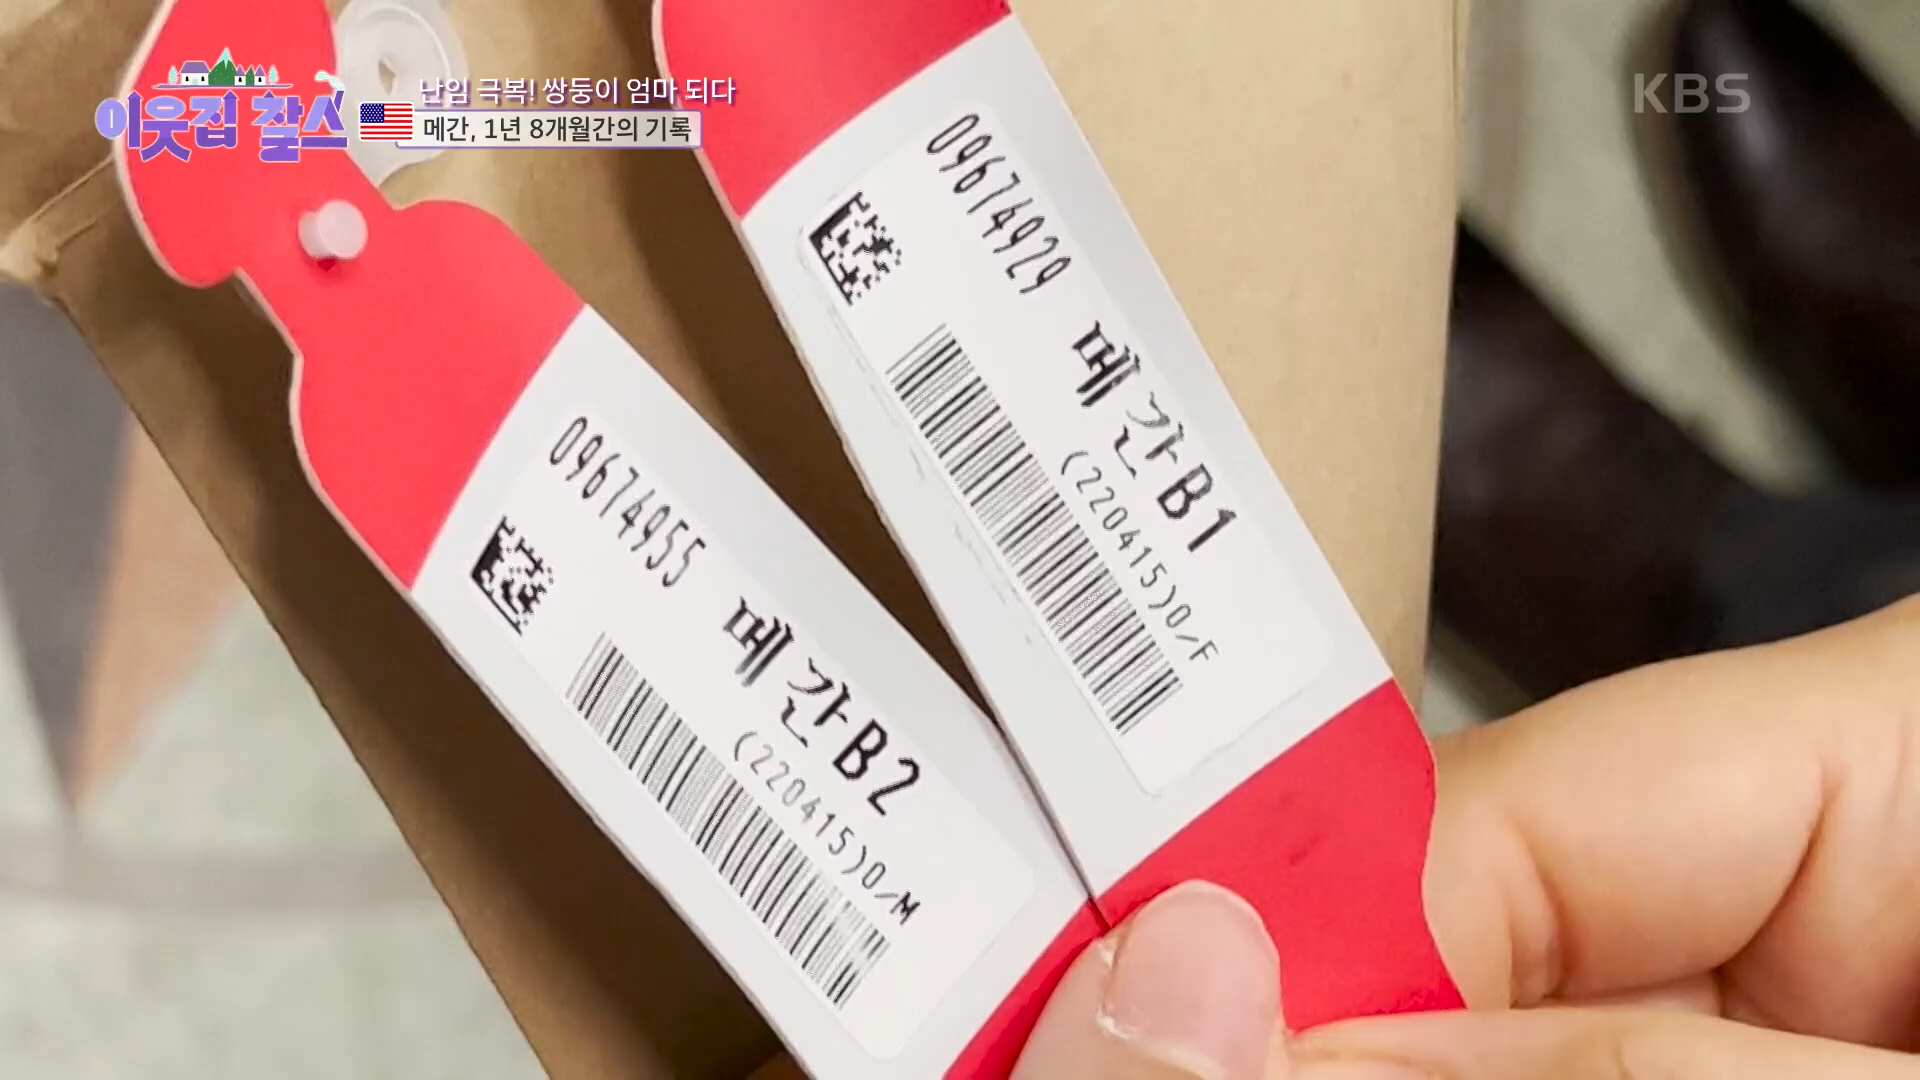 이웃집 찰스
난임 극복! 쌍둥이 엄마 되다
메간, 1년 8개월간의 기록
KBS
09674955
메간B2
(220415)0/M
09674929
메간B1
(220415)0/F